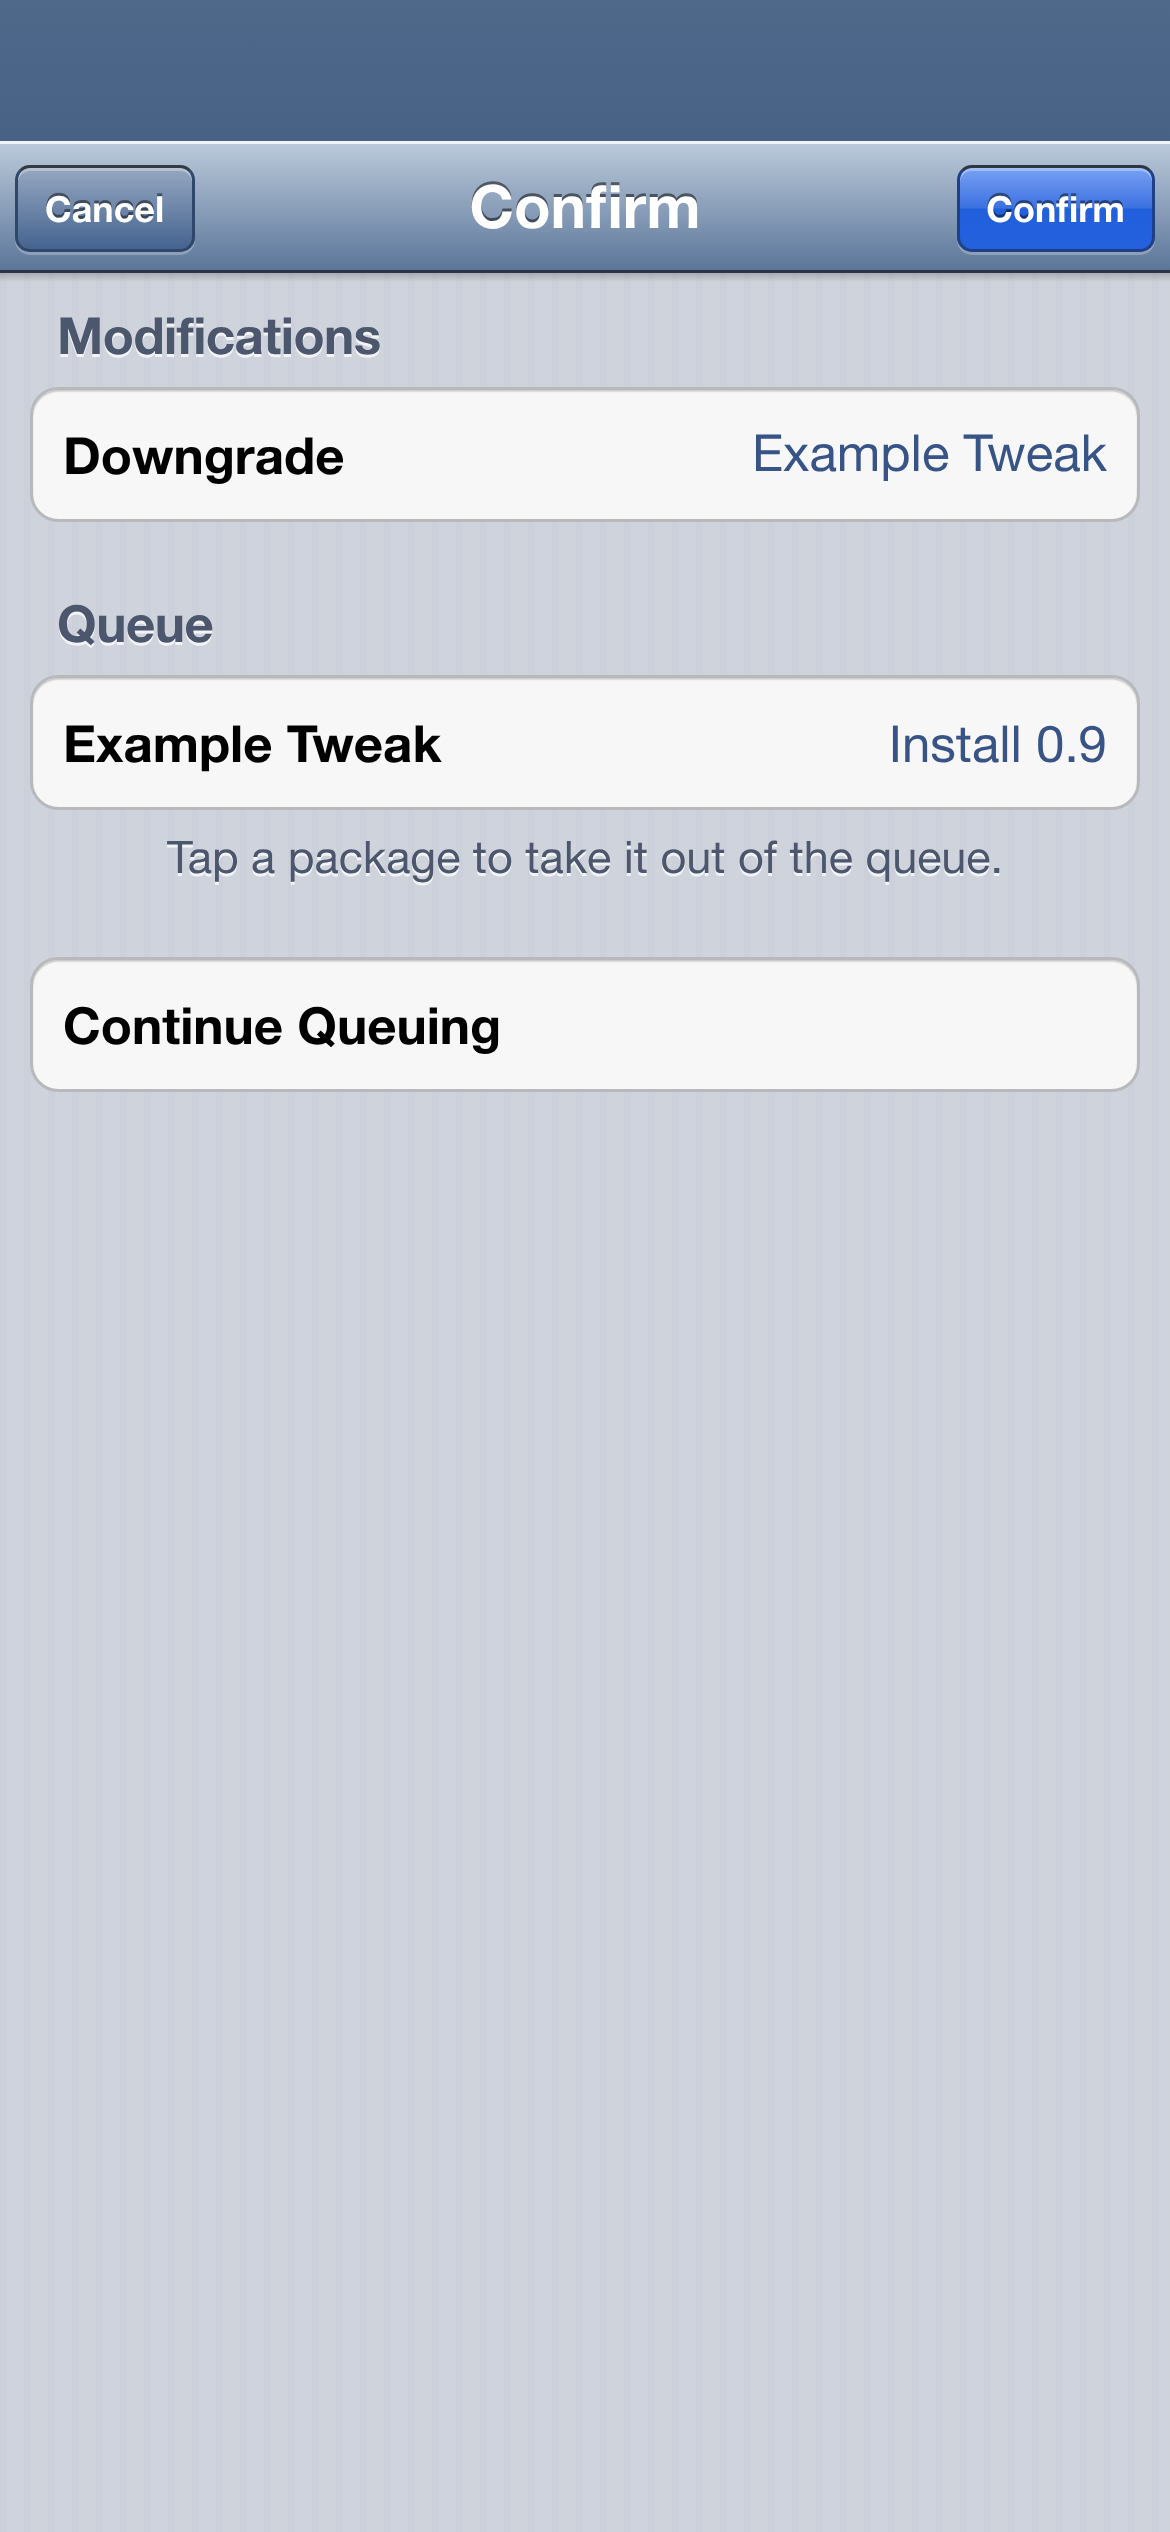 Cancel
Confirm
Confirm
Modifications
Downgrade Example Tweak
Queue
Example Tweak Install 0.9
Tap a package to take it out of the queue.
Continue Queuing